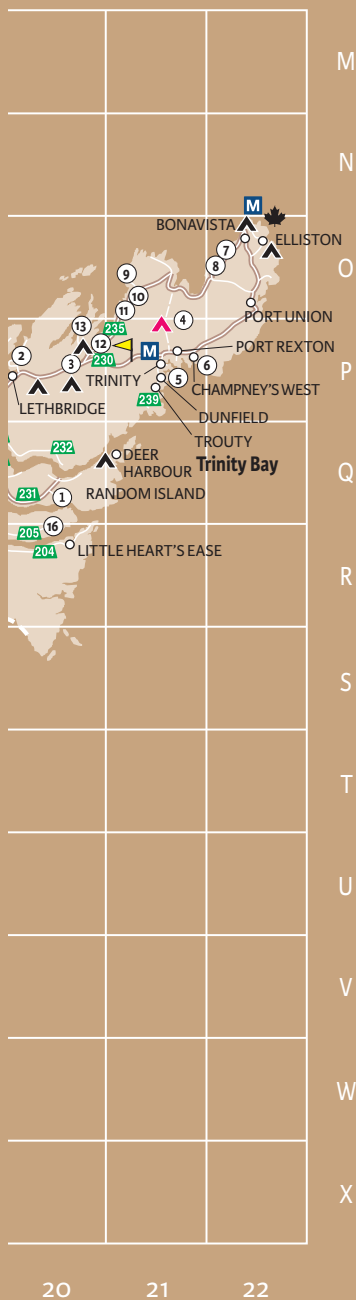 M
N
M
BONAVISTA
7
ELLISTON
8
O
9
10
PORT UNION
11
4
13
235
12
M
PORT REXTON
2
3
230
6
P
TRINITY
5
CHAMPNEY'S WEST
LETHBRIDGE
239
DUNFIELD
TROUTY
232
DEER
HARBOUR
Trinity Bay
Q
231
1
RANDOM ISLAND
16
205
204
LITTLE HEART'S EASE
R
S
T
U
V
W
X
20
21
22